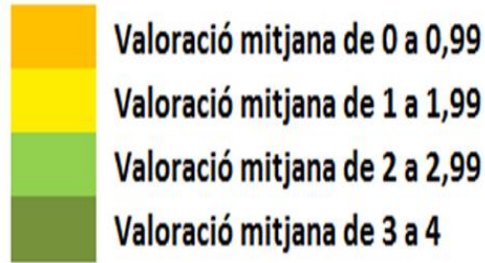 Valoració mitjana de 0 a 0,99
Valoració mitjana de 1 a 1,99
Valoració mitjana de 2 a 2,99
Valoració mitjana de 3 a 4